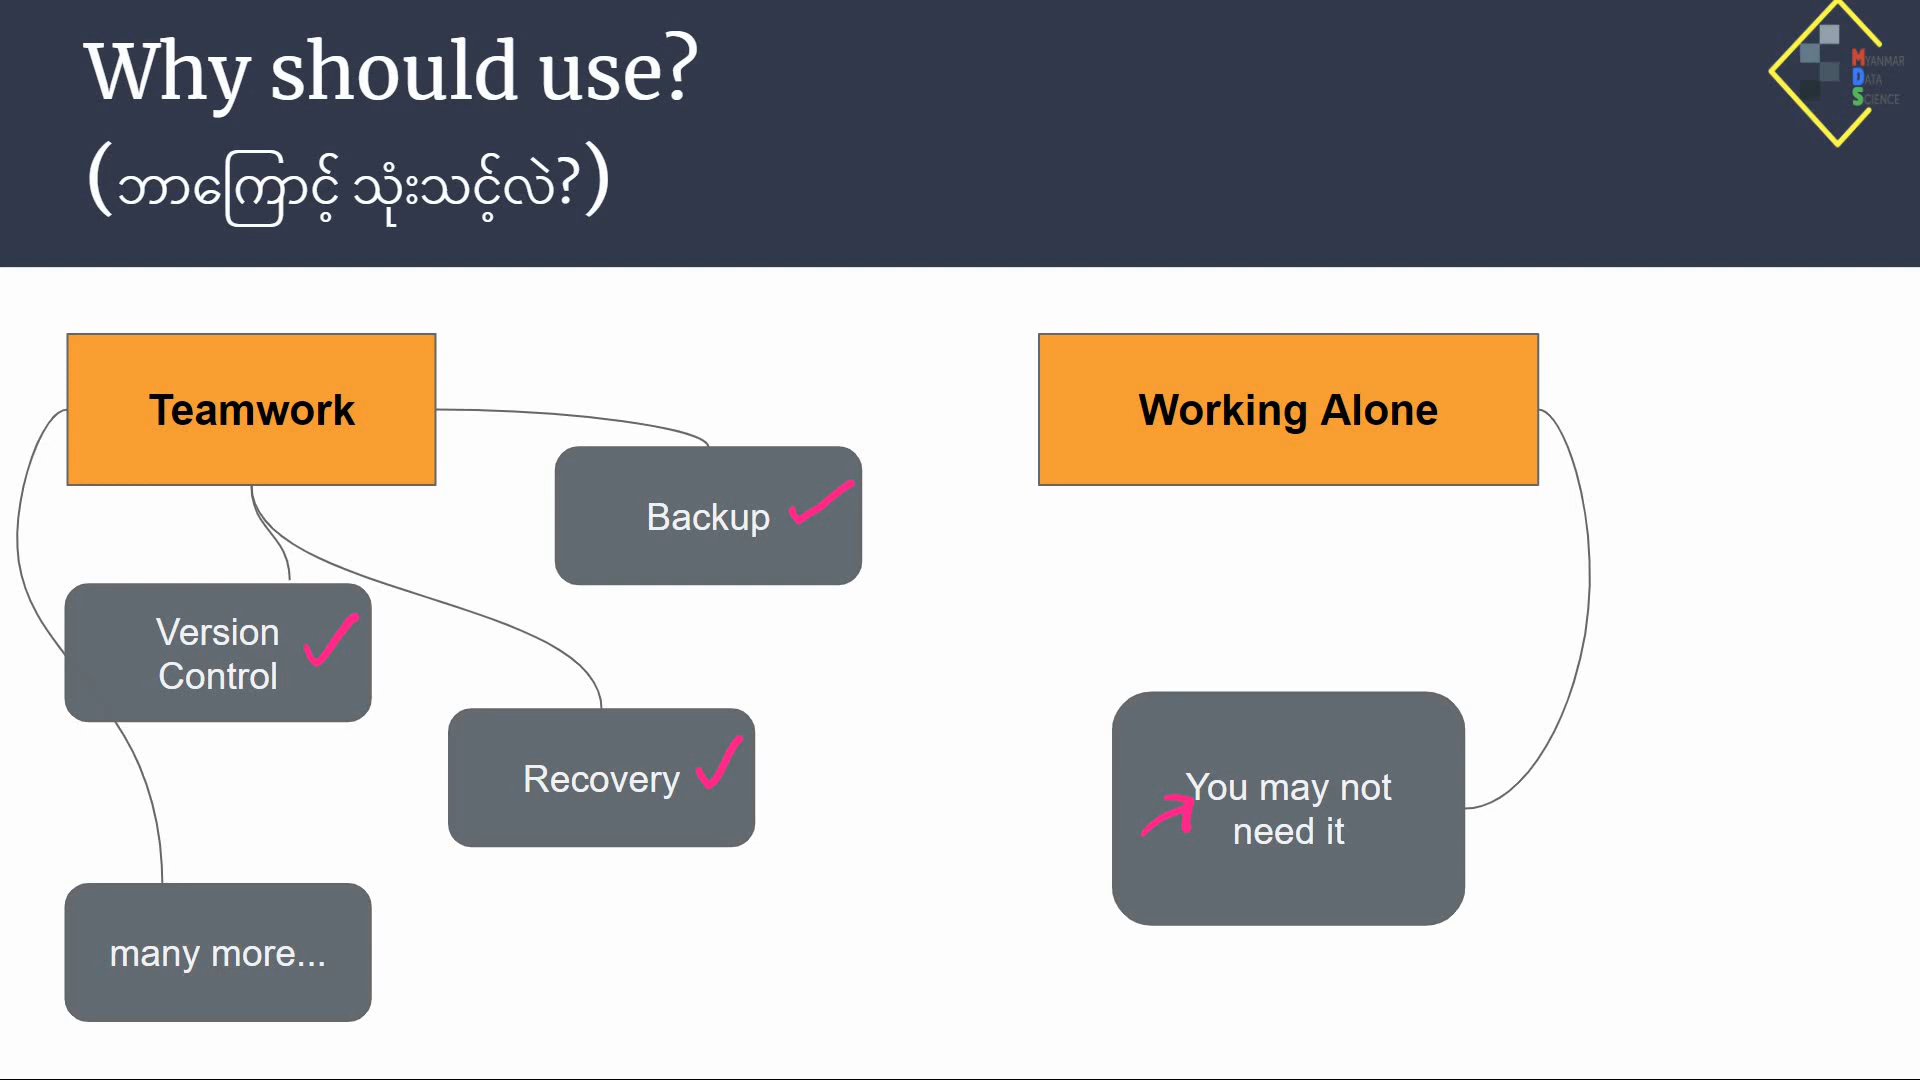 Why should use?
(ဘာကြောင့် သုံးသင့်လဲ?)
MYANMAR
DATA
SCIENCE
Teamwork
Working Alone
Backup
Version
Control
Recovery
You may not
need it
many more...